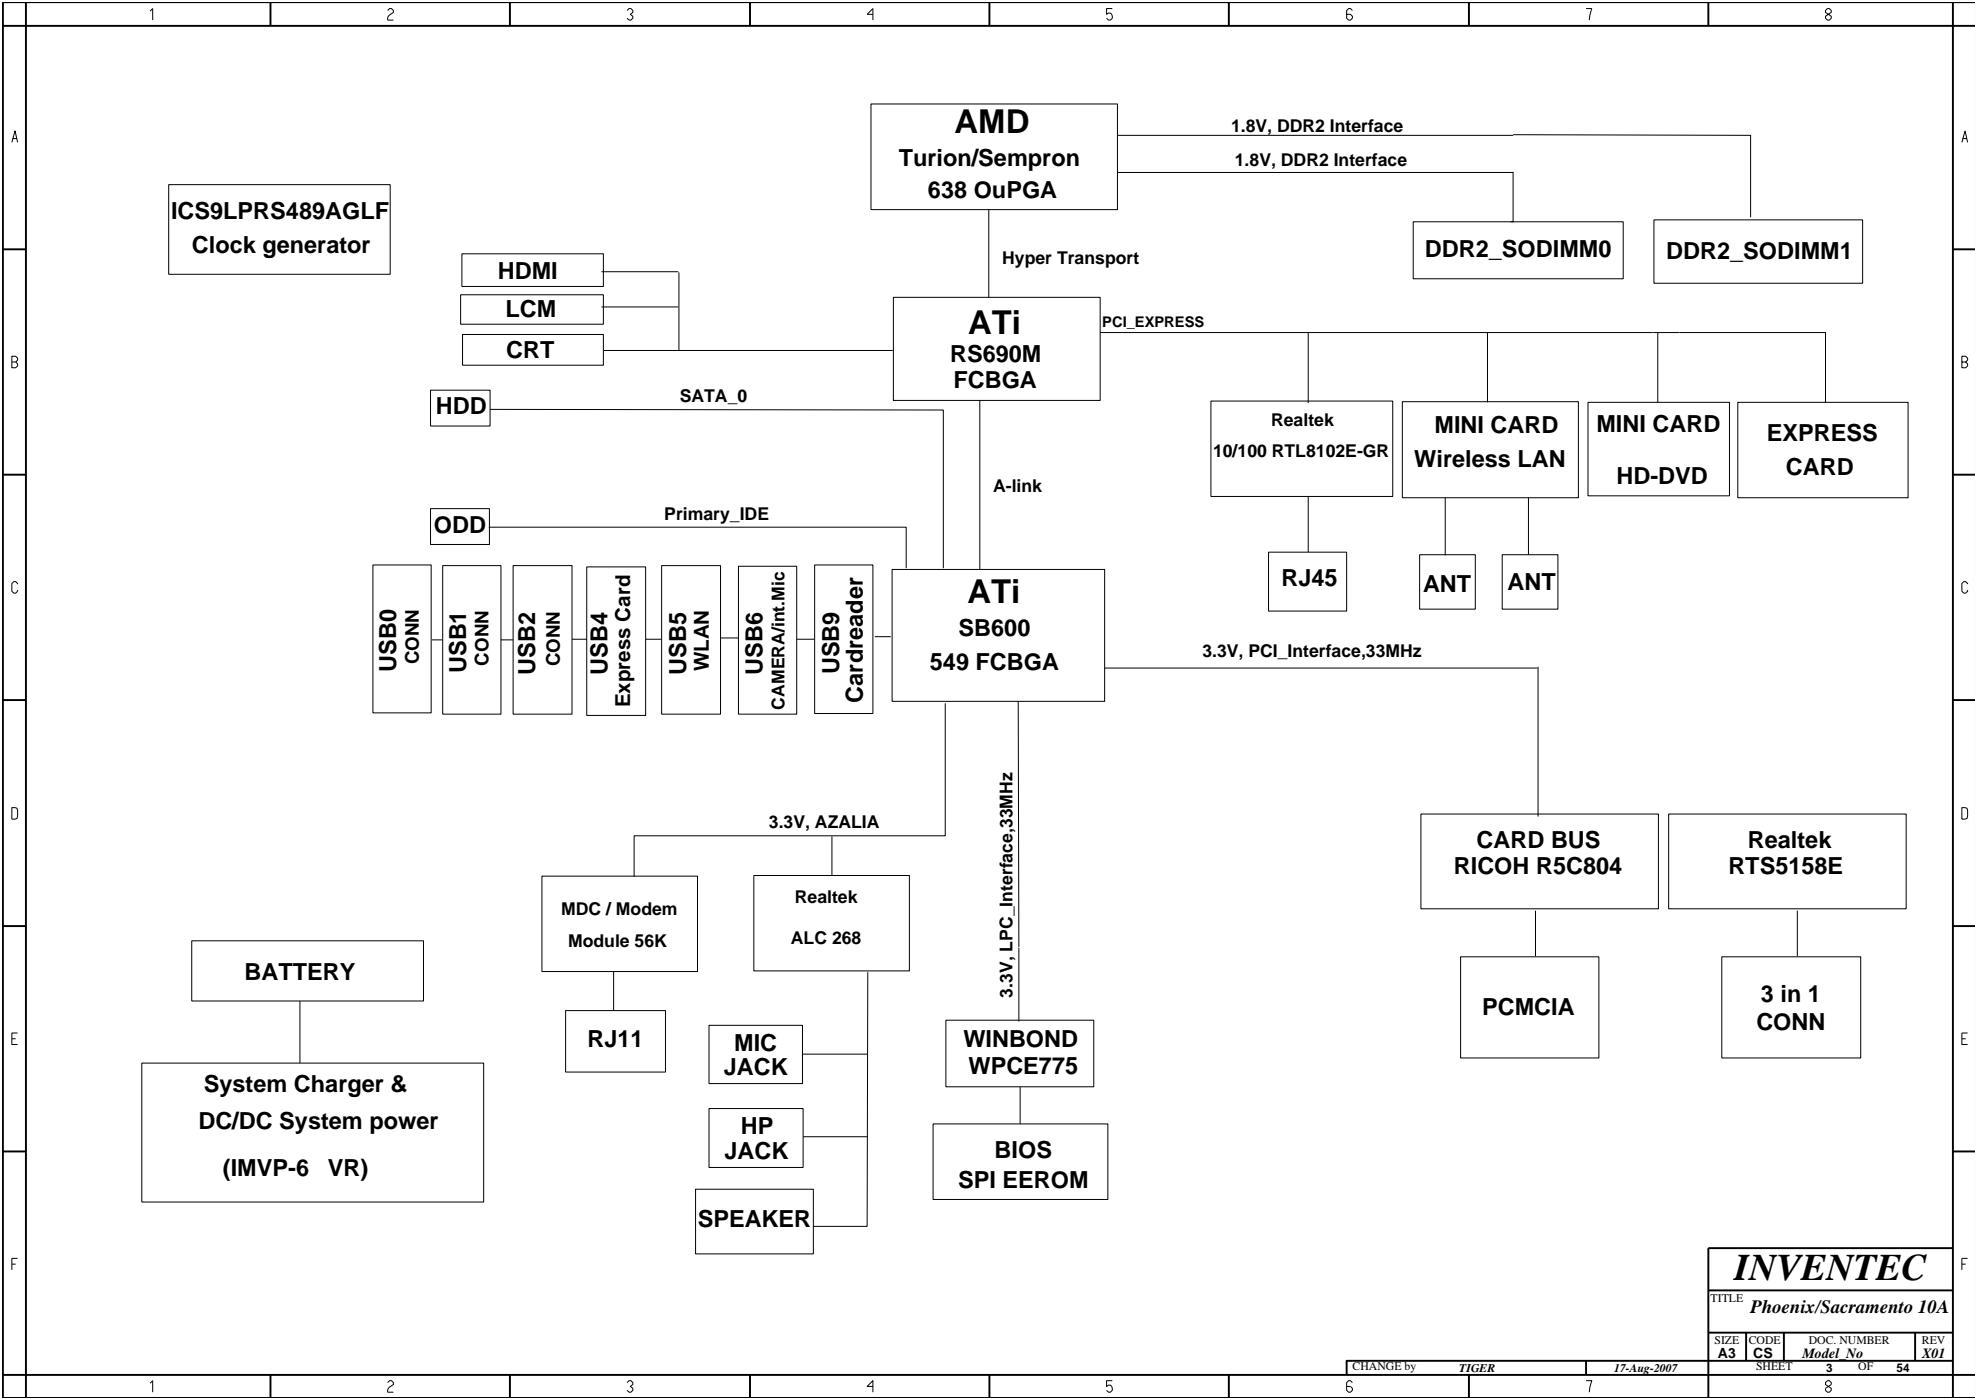 1 2 3 4 5 6 7 8
A
A
B
B
C
C
D
D
E
E
F
F
AMD
Turion/Sempron
638 OuPGA
1.8V, DDR2 Interface
1.8V, DDR2 Interface
ICS9LPRS489AGLF
Clock generator
DDR2_SODIMM0
DDR2_SODIMM1
Hyper Transport
HDMI
LCM
CRT
ATi
RS690M
FCBGA
PCI_EXPRESS
HDD
SATA_0
Realtek
10/100 RTL8102E-GR
MINI CARD
Wireless LAN
MINI CARD
HD-DVD
EXPRESS
CARD
A-link
ODD
Primary_IDE
RJ45
ANT
ANT
USB0
CONN
USB1
CONN
USB2
CONN
USB4
Express Card
USB5
WLAN
USB6
CAMERA/int.Mic
USB9
Cardreader
ATi
SB600
549 FCBGA
3.3V, PCI_Interface,33MHz
3.3V, AZALIA
3.3V, LPC_Interface,33MHz
CARD BUS
RICOH R5C804
Realtek
RTS5158E
MDC / Modem
Module 56K
Realtek
ALC 268
BATTERY
RJ11
MIC
JACK
WINBOND
WPCE775
PCMCIA
3 in 1
CONN
System Charger &
DC/DC System power
(IMVP-6 VR)
HP
JACK
BIOS
SPI EEROM
SPEAKER
INVENTEC
TITLE
Phoenix/Sacramento 10A
SIZE CODE DOC. NUMBER REV
A3 CS Model_No X01
CHANGE by TIGER 17-Aug-2007 SHEET 3 OF 54
1 2 3 4 5 6 7 8